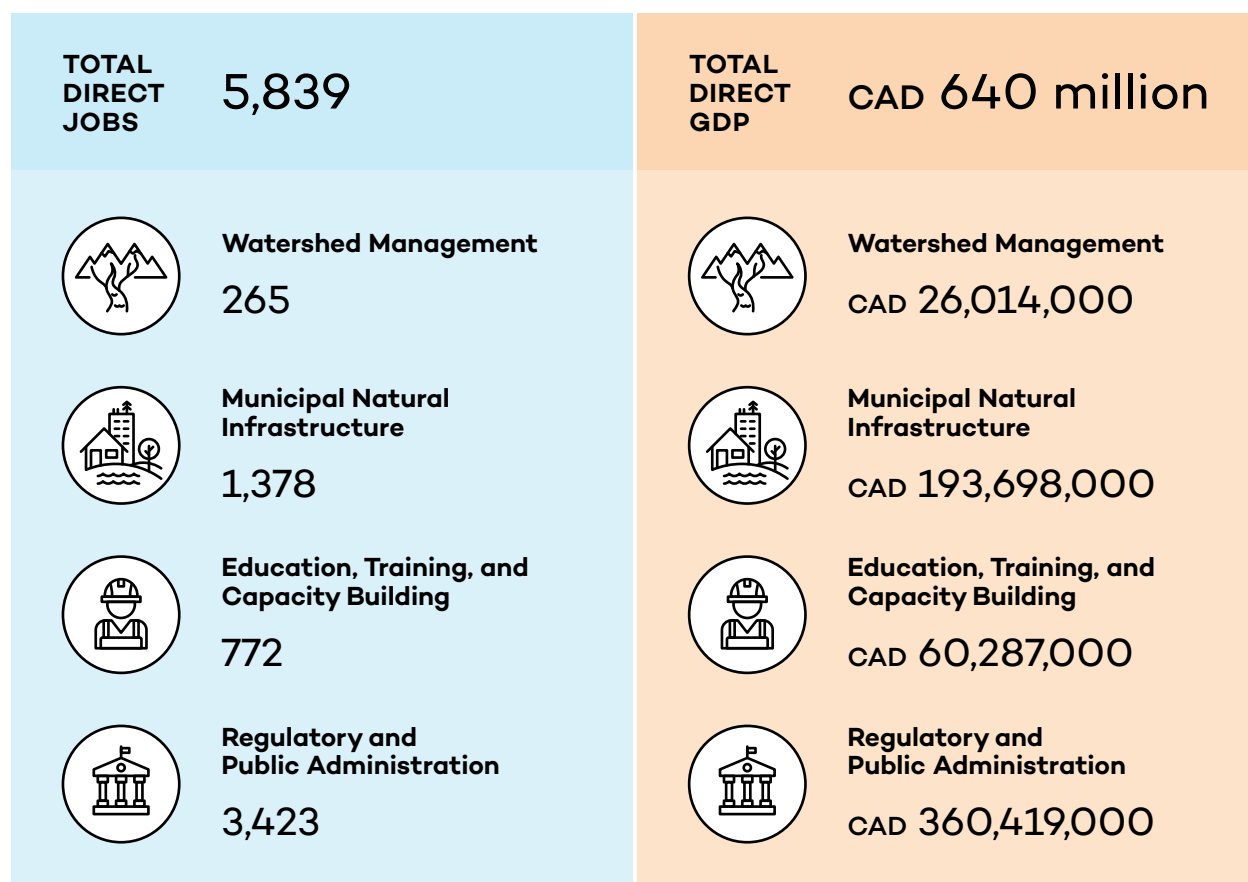 TOTAL
DIRECT
JOBS
5,839
Watershed Management
265
Municipal Natural
Infrastructure
1,378
Education, Training, and
Capacity Building
772
Regulatory and
Public Administration
3,423
TOTAL
DIRECT
GDP
CAD 640 million
Watershed Management
CAD 26,014,000
Municipal Natural
Infrastructure
CAD 193,698,000
Education, Training, and
Capacity Building
CAD 60,287,000
Regulatory and
Public Administration
CAD 360,419,000